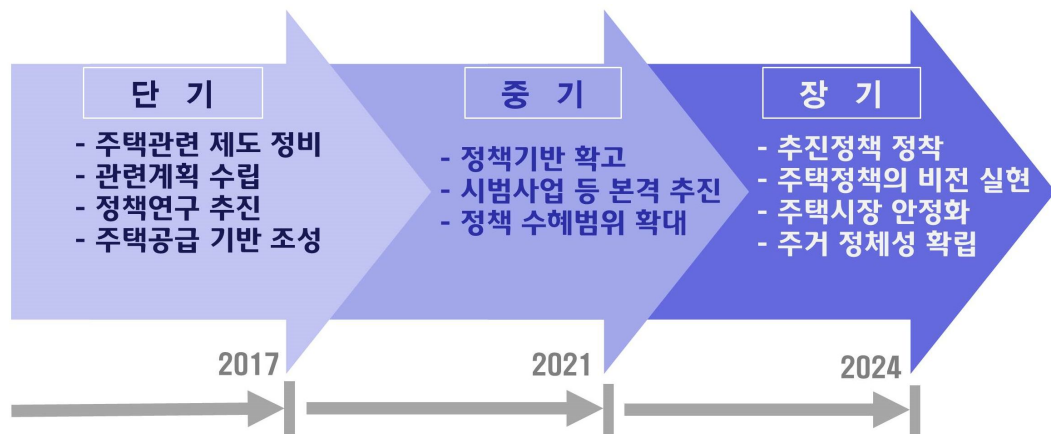 단 기
- 주택관련 제도 정비
- 관련계획 수립
- 정책연구 추진
- 주택공급 기반 조성
중 기
- 정책기반 확고
- 시범사업 등 본격 추진
- 정책 수혜범위 확대
장 기
- 추진정책 정착
- 주택정책의 비전 실현
- 주택시장 안정화
- 주거 정체성 확립
2017
2021
2024